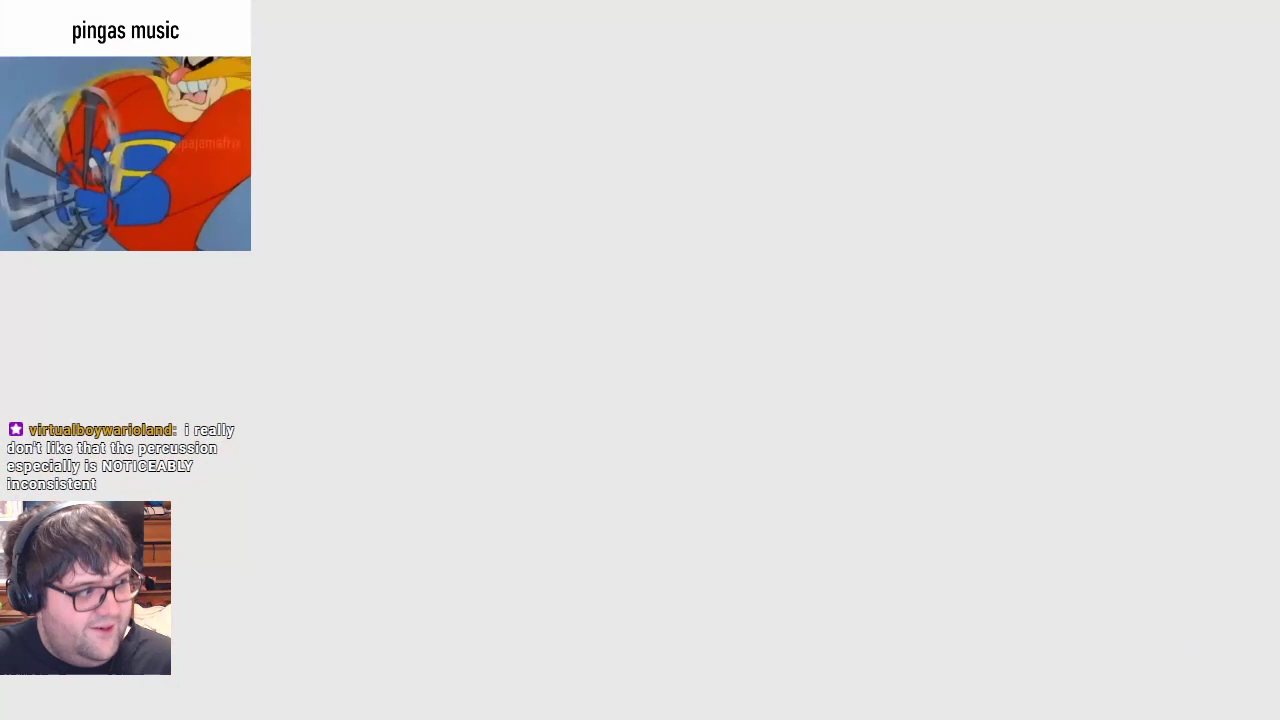 pingas music
virtualboywarioland: i really
don't like that the percussion
especially is NOTICEABLY
inconsistent